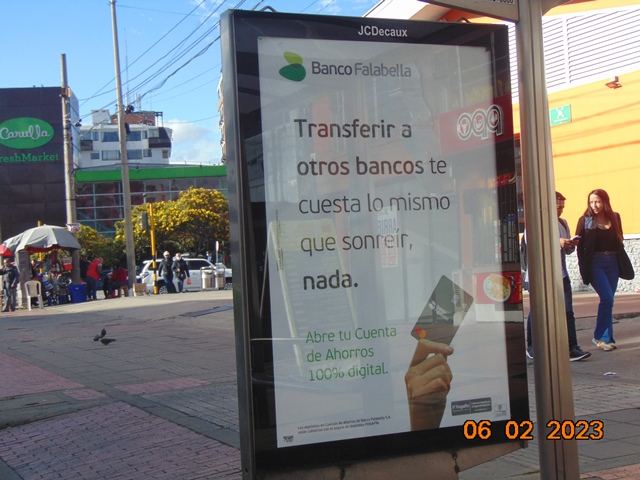 JCDecaux
Banco Falabella
Transferir a
otros bancos te
cuesta lo mismo
que sonreír,
nada.
Abre tu Cuenta
de Ahorros
100% digital.
Carulla
FreshMarket
06 02 2023